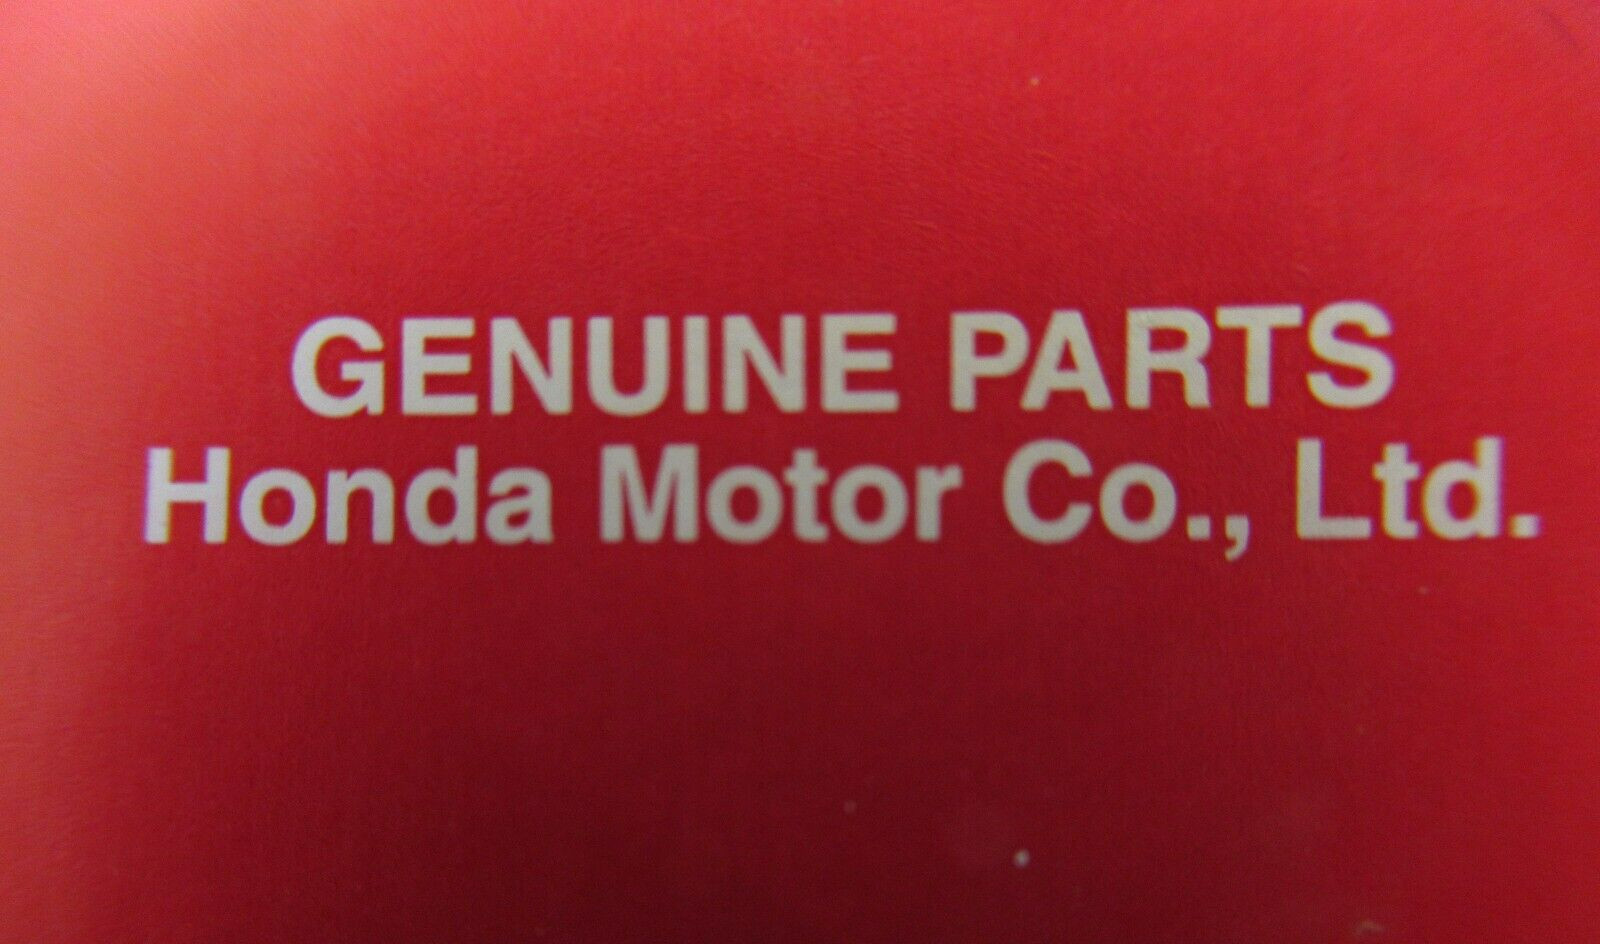 GENUINE PARTS
Honda Motor Co., Ltd.